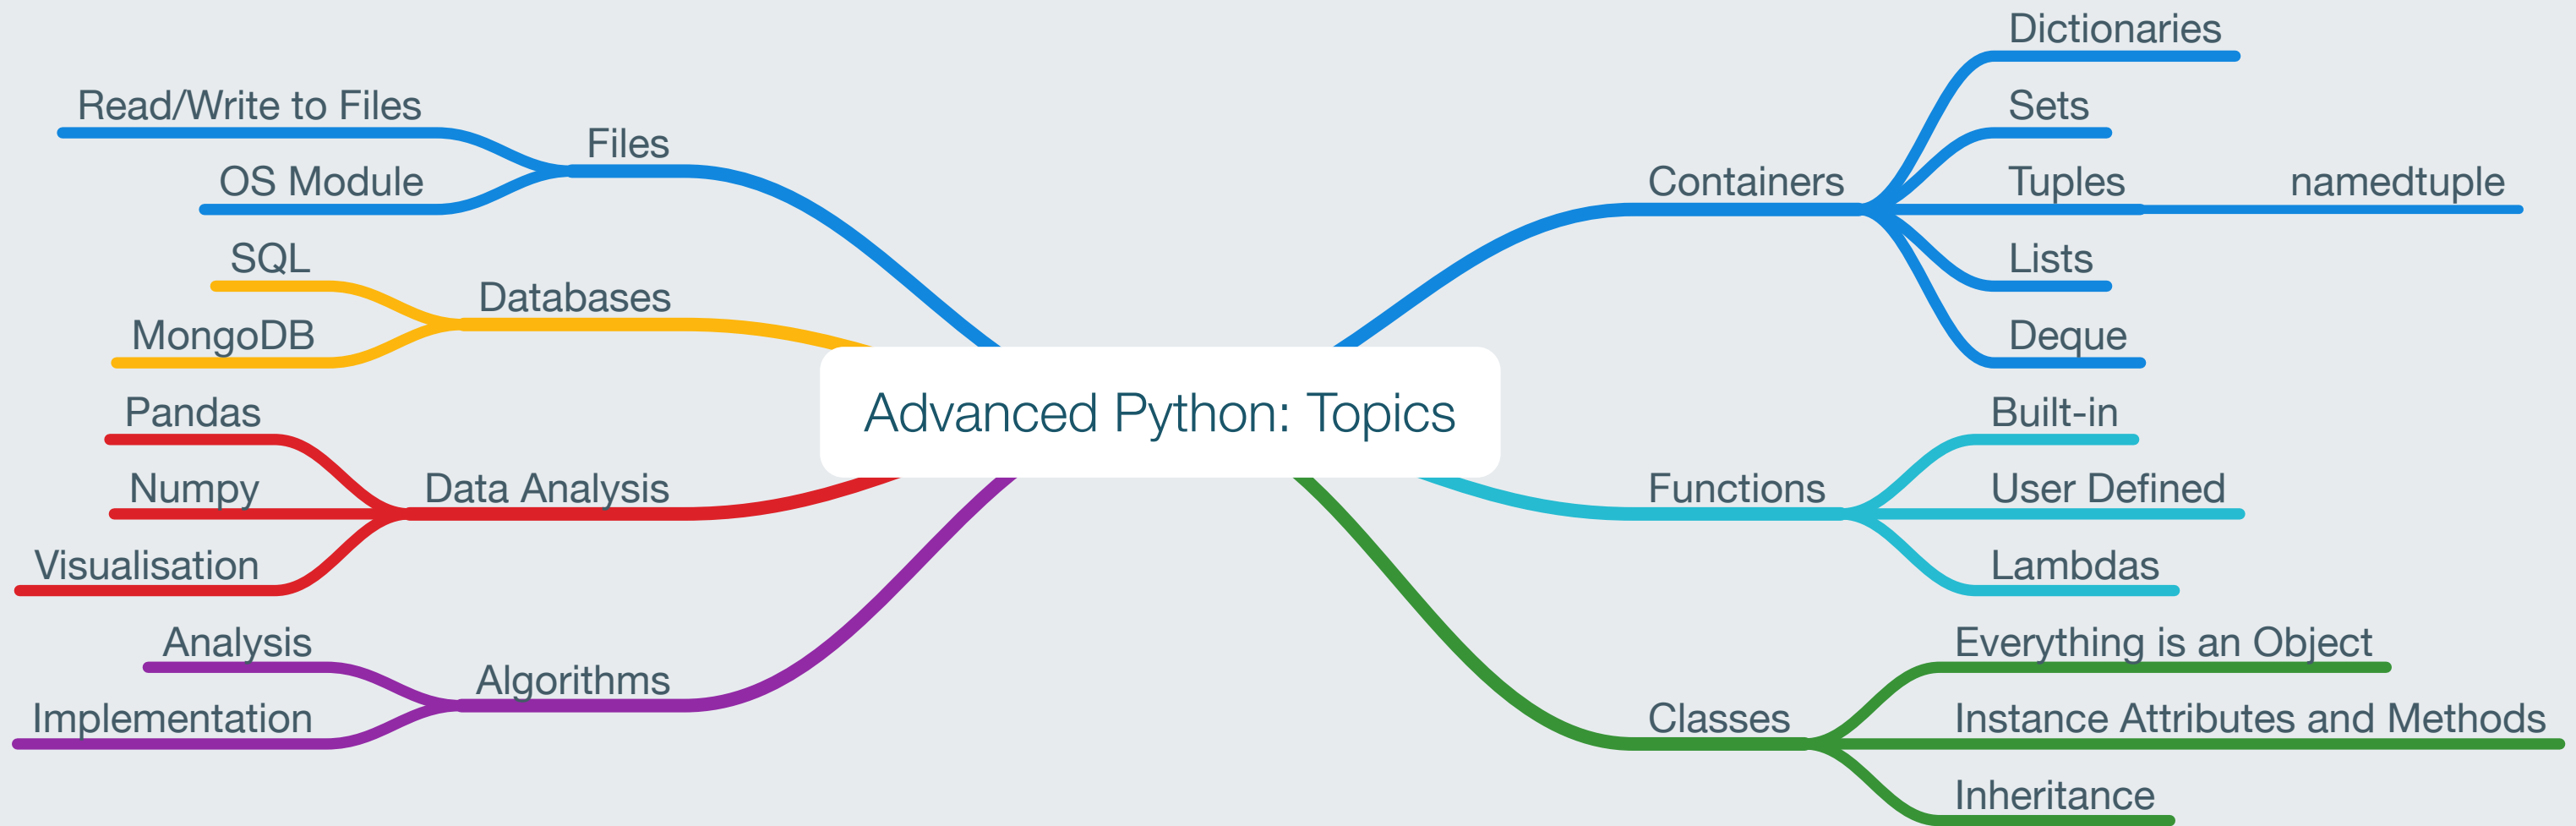 Advanced Python: Topics
Files
Read/Write to Files
OS Module
Databases
SQL
MongoDB
Data Analysis
Pandas
Numpy
Visualisation
Algorithms
Analysis
Implementation
Containers
Dictionaries
Sets
Tuples
namedtuple
Lists
Deque
Functions
Built-in
User Defined
Lambdas
Classes
Everything is an Object
Instance Attributes and Methods
Inheritance